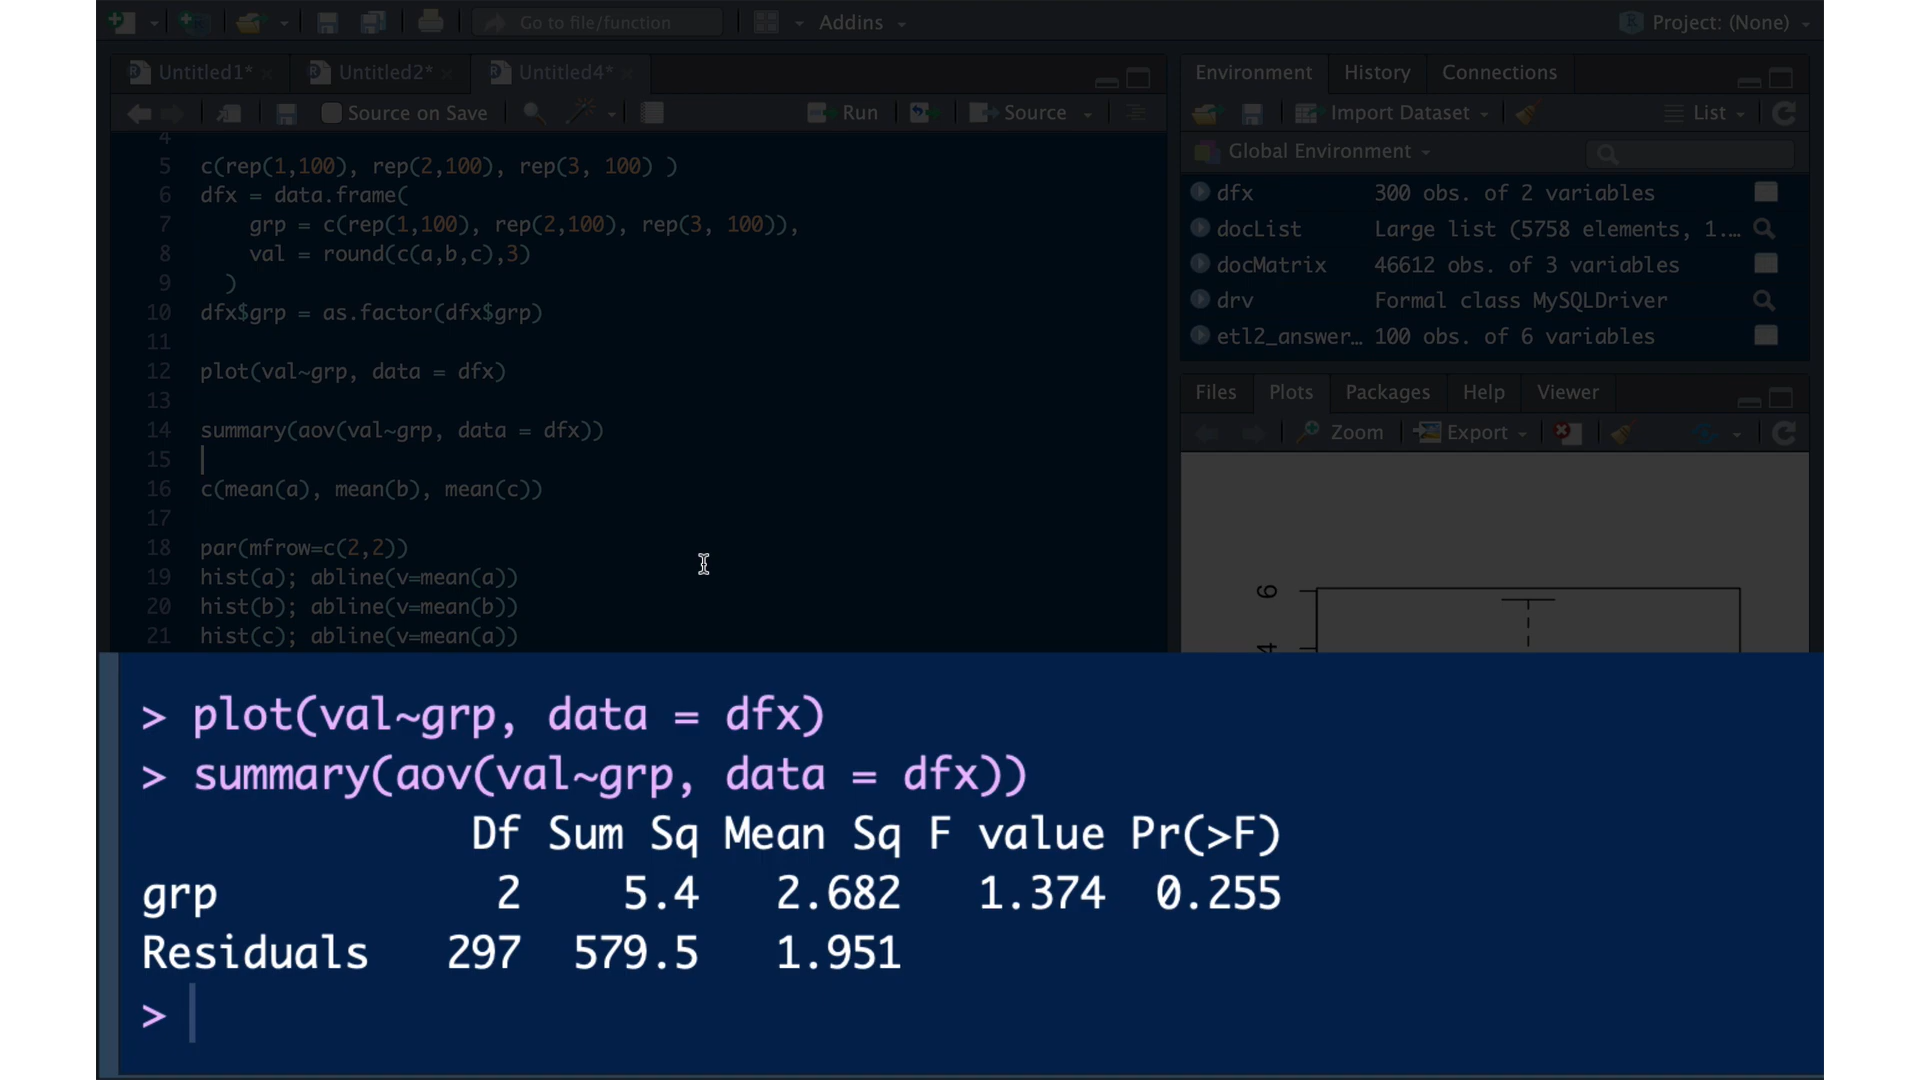 Go to file/function
Addins
Project: (None)
Untitled1*
Untitled2*
Untitled4*
Source on Save
Run
Source
4
5 c(rep(1,100), rep(2,100), rep(3, 100) )
6 dfx = data.frame(
7 grp = c(rep(1,100), rep(2,100), rep(3, 100)),
8 val = round(c(a,b,c),3)
9 )
10 dfx$grp = as.factor(dfx$grp)
11
12 plot(val~grp, data = dfx)
13
14 summary(aov(val~grp, data = dfx))
15
16 c(mean(a), mean(b), mean(c))
17
18 par(mfrow=c(2,2))
19 hist(a); abline(v=mean(a))
20 hist(b); abline(v=mean(b))
21 hist(c); abline(v=mean(a))
Environment History Connections
Import Dataset List
Global Environment
dfx 300 obs. of 2 variables
docList Large list (5758 elements, 1.…
docMatrix 46612 obs. of 3 variables
drv Formal class MySQLDriver
etl2_answer… 100 obs. of 6 variables
Files Plots Packages Help Viewer
Zoom Export
6
4
> plot(val~grp, data = dfx)
> summary(aov(val~grp, data = dfx))
Df Sum Sq Mean Sq F value Pr(>F)
grp 2 5.4 2.682 1.374 0.255
Residuals 297 579.5 1.951
>